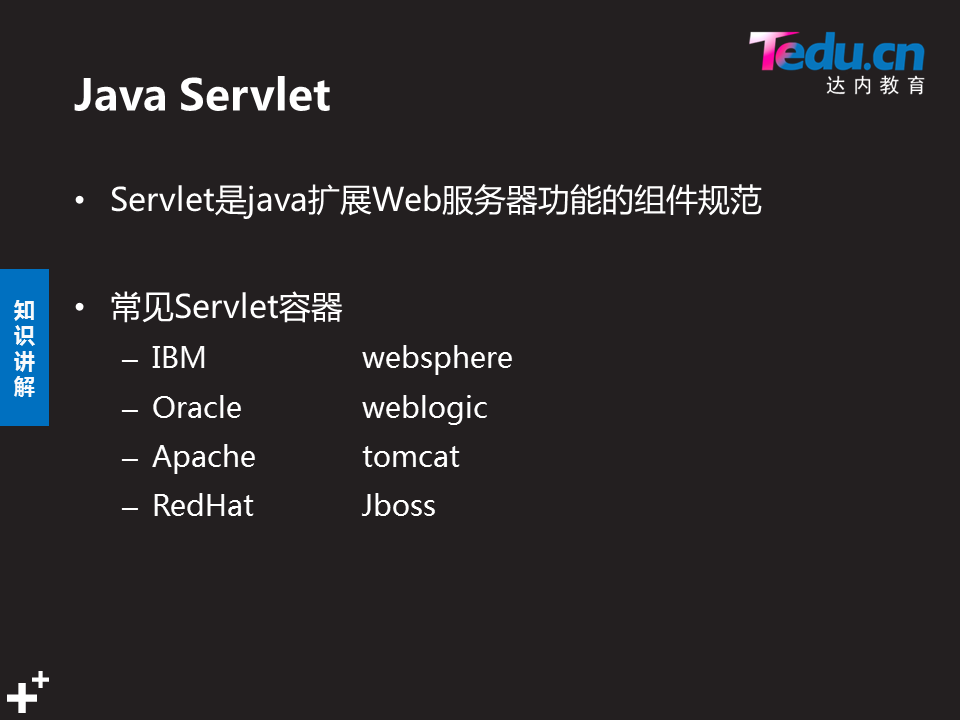 Tedu.cn
达内教育
Java Servlet
• Servlet是java扩展Web服务器功能的组件规范
• 常见Servlet容器
– IBM websphere
– Oracle weblogic
– Apache tomcat
– RedHat Jboss
知识讲解